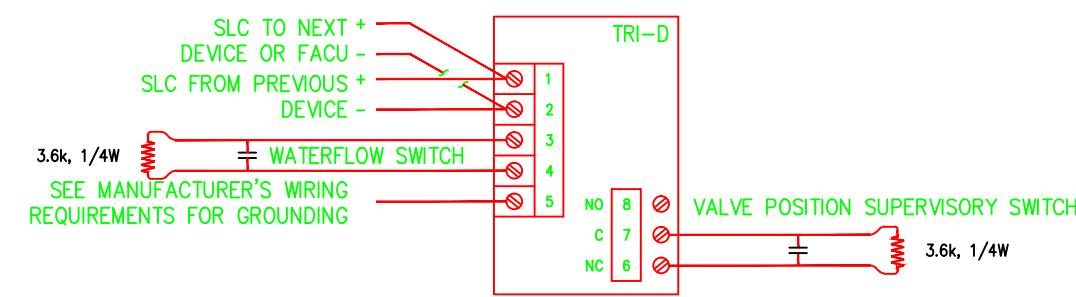 SLC TO NEXT +
DEVICE OR FACU -
SLC FROM PREVIOUS +
DEVICE -
TRI-D
1
2
3
4
5
3.6k, 1/4W
WATERFLOW SWITCH
SEE MANUFACTURER'S WIRING
REQUIREMENTS FOR GROUNDING
NO 8
VALVE POSITION SUPERVISORY SWITCH
C 7
NC 6
3.6k, 1/4W